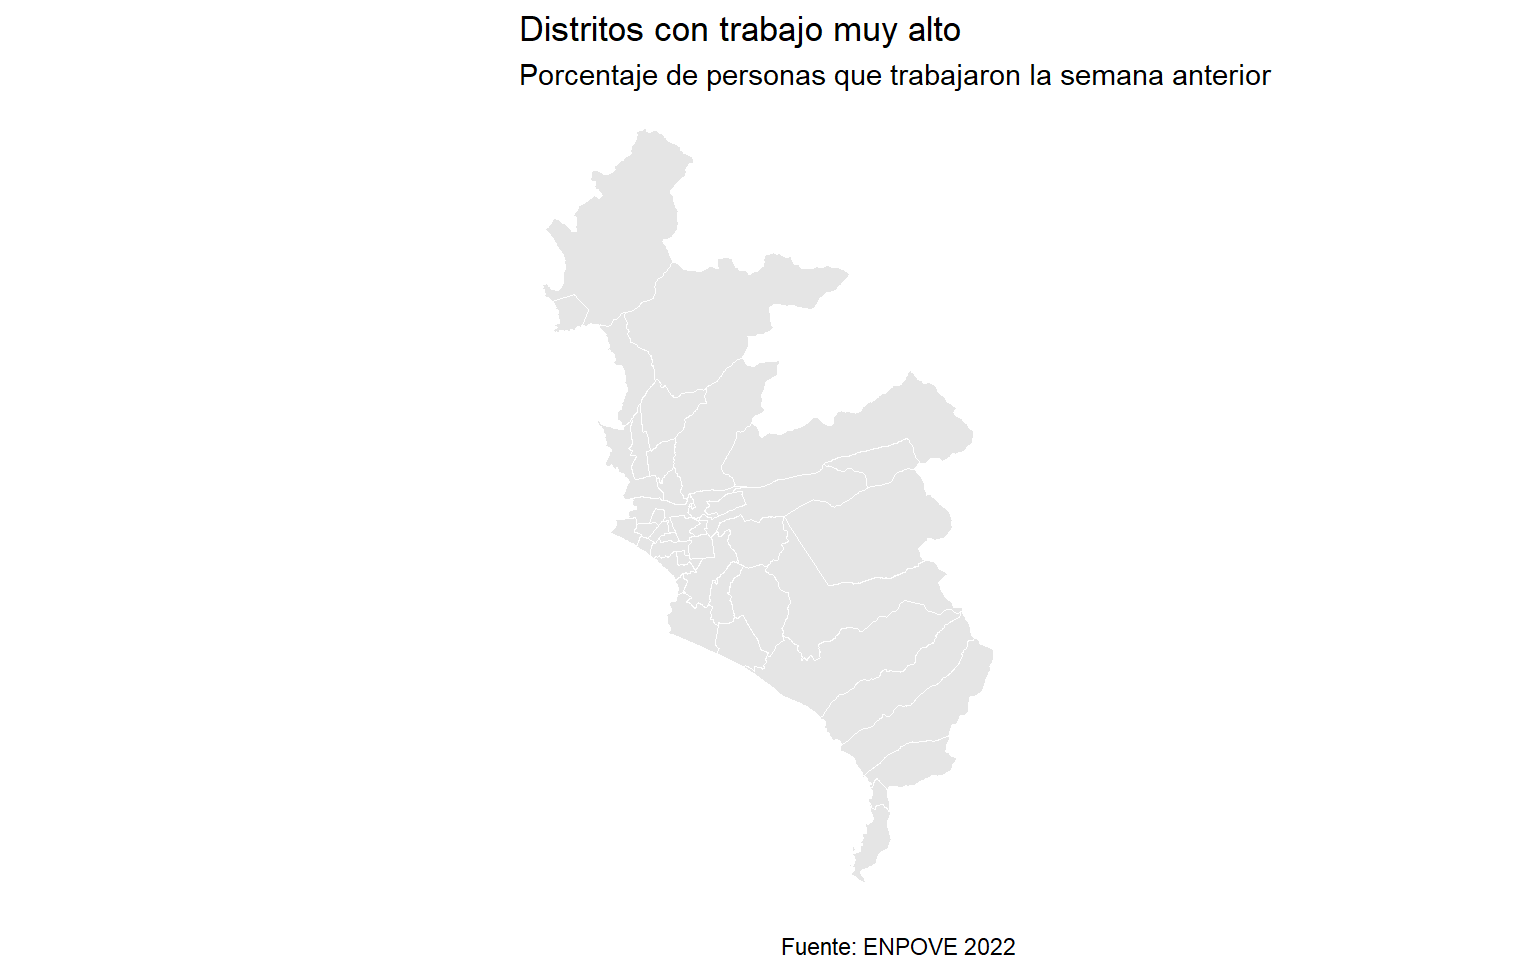 Distritos con trabajo muy alto
Porcentaje de personas que trabajaron la semana anterior
Fuente: ENPOVE 2022